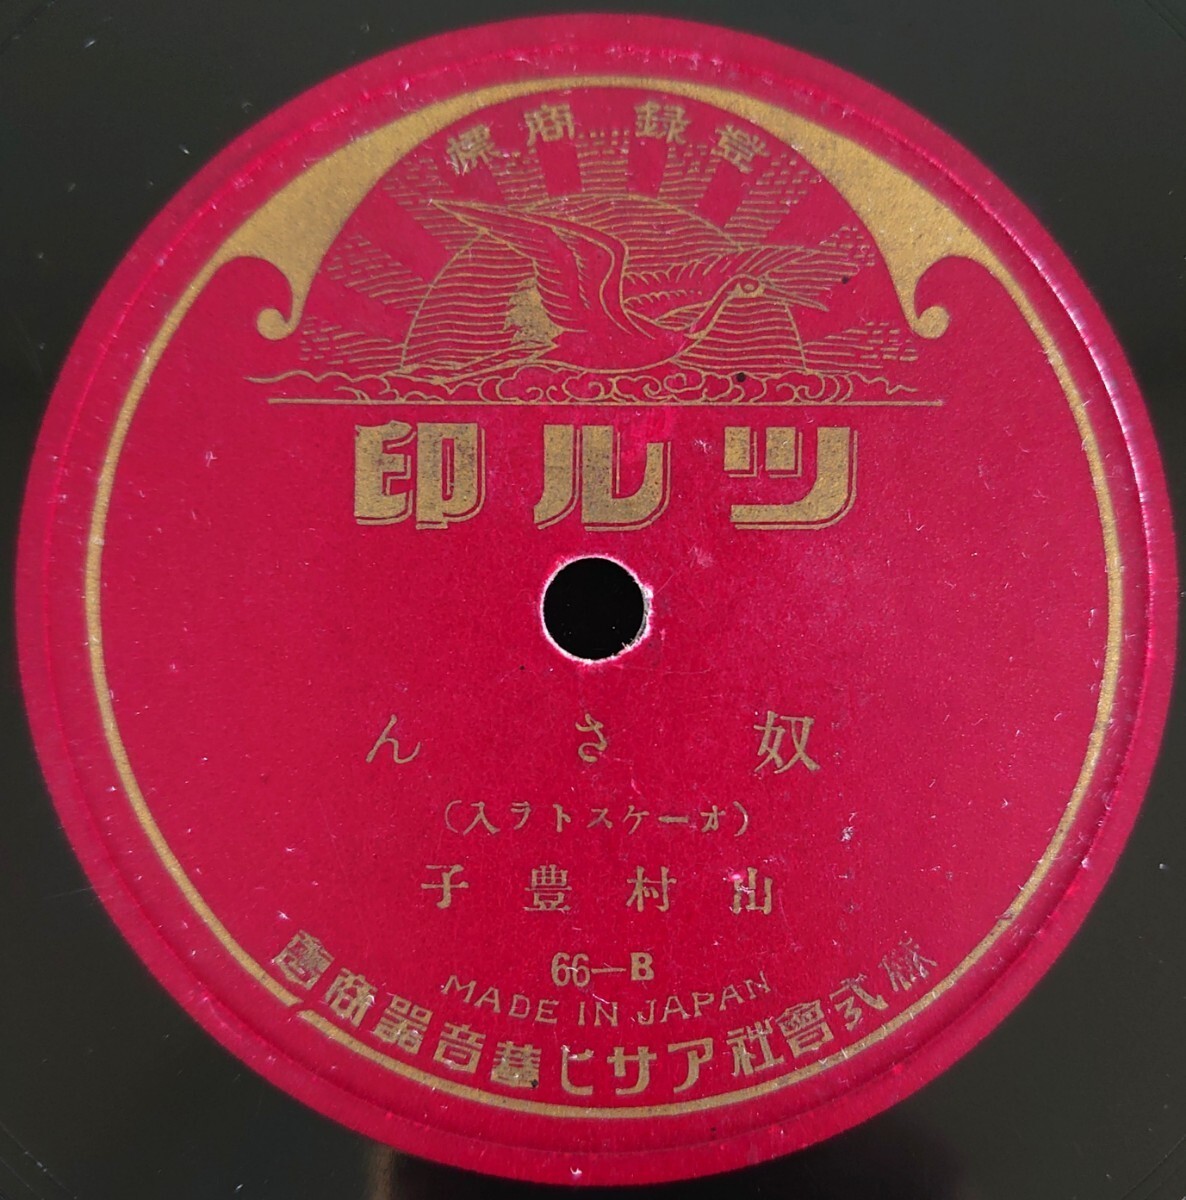 登録商標
ツル印
奴さん
(オーケストラ入)
山村豊子
66-B
MADE IN JAPAN
株式會社アサヒ蓄音器商會